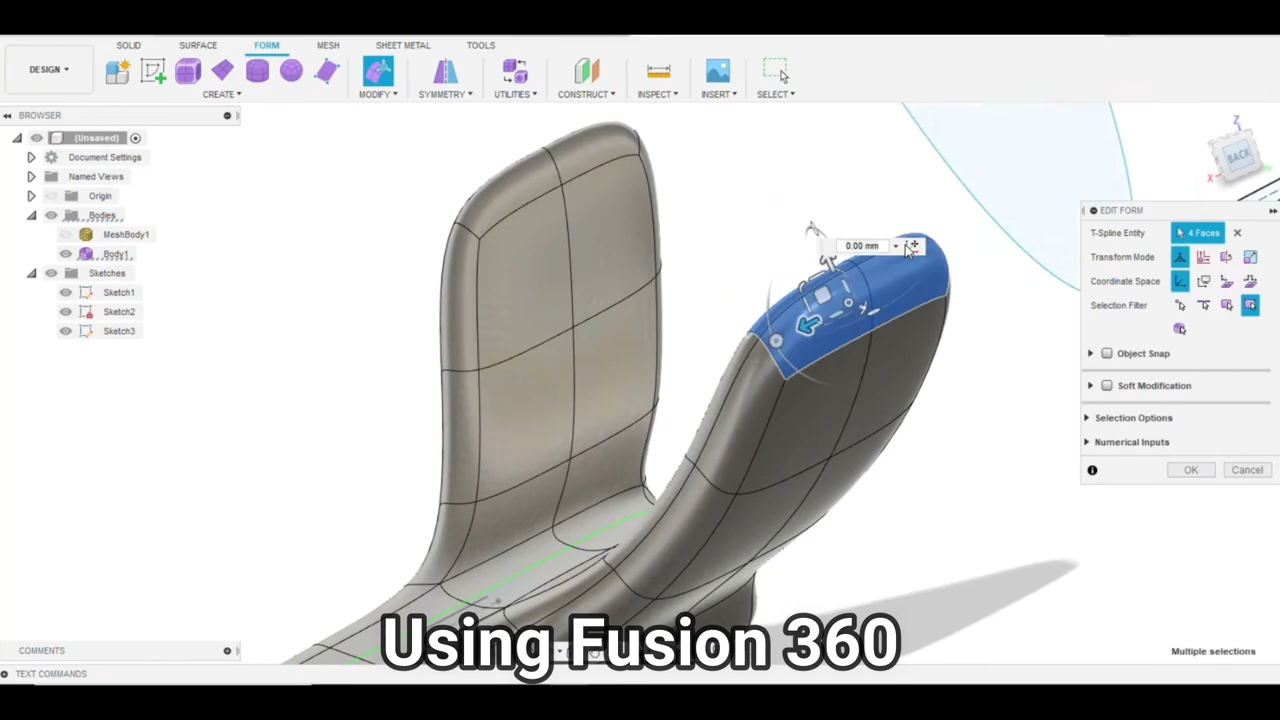 SOLID SURFACE FORM MESH SHEET METAL TOOLS
DESIGN
CREATE MODIFY SYMMETRY UTILITIES CONSTRUCT INSPECT INSERT SELECT
BROWSER
(Unsaved)
Document Settings
Named Views
Origin
Bodies
MeshBody1
Body1
Sketches
Sketch1
Sketch2
Sketch3
0.00 mm
Z
BACK
X
EDIT FORM
T-Spline Entity 4 Faces
Transform Mode
Coordinate Space
Selection Filter
Object Snap
Soft Modification
Selection Options
Numerical Inputs
OK Cancel
Using Fusion 360
COMMENTS
Multiple selections
TEXT COMMANDS